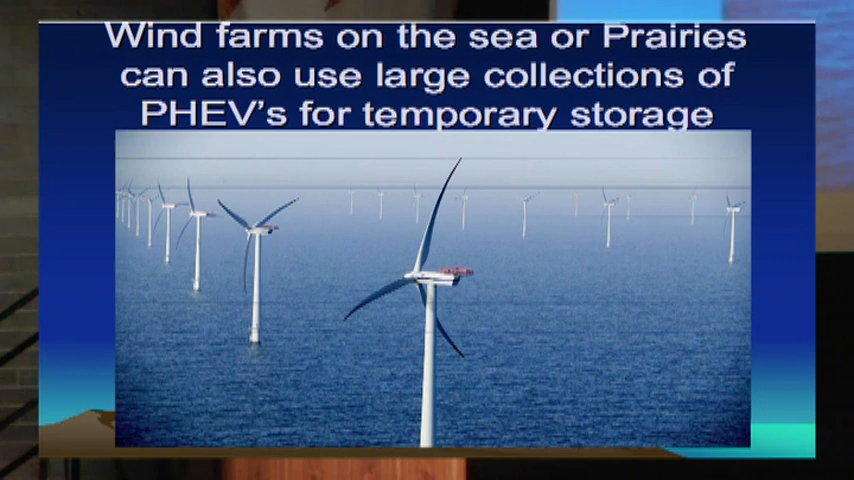 Wind farms on the sea or Prairies
can also use large collections of
PHEV's for temporary storage